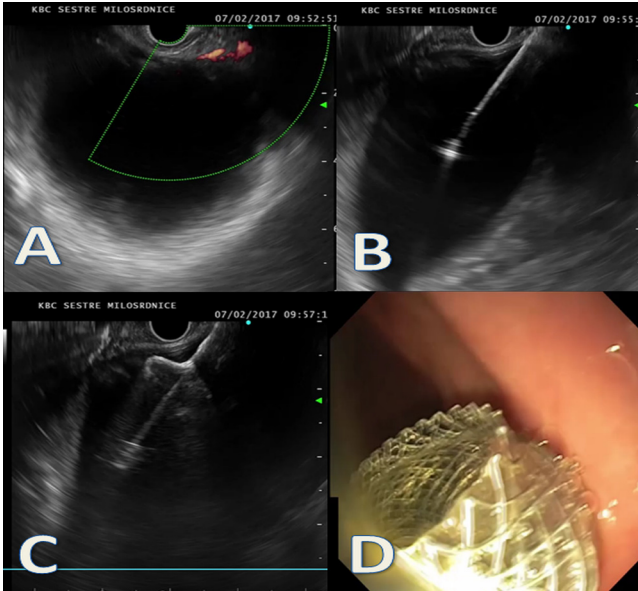 07/02/2017 09:52:51
A
KBC SESTRE MILOSRDNICE
07/02/2017 09:55:
B
KBC SESTRE MILOSRDNICE
07/02/2017 09:57:1
C
D
KBC SESTRE MILOSRDNICE